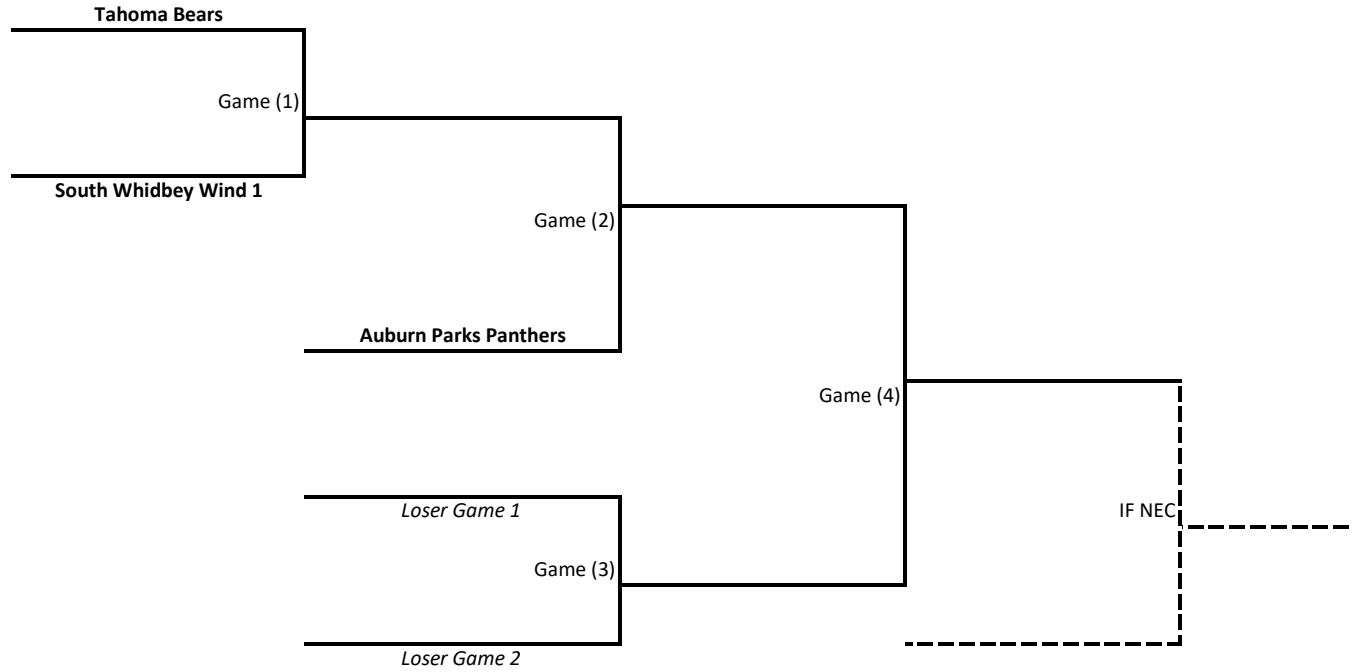 Tahoma Bears
Game (1)
South Whidbey Wind 1
Game (2)
Auburn Parks Panthers
Game (4)
Loser Game 1
IF NEC
Game (3)
Loser Game 2